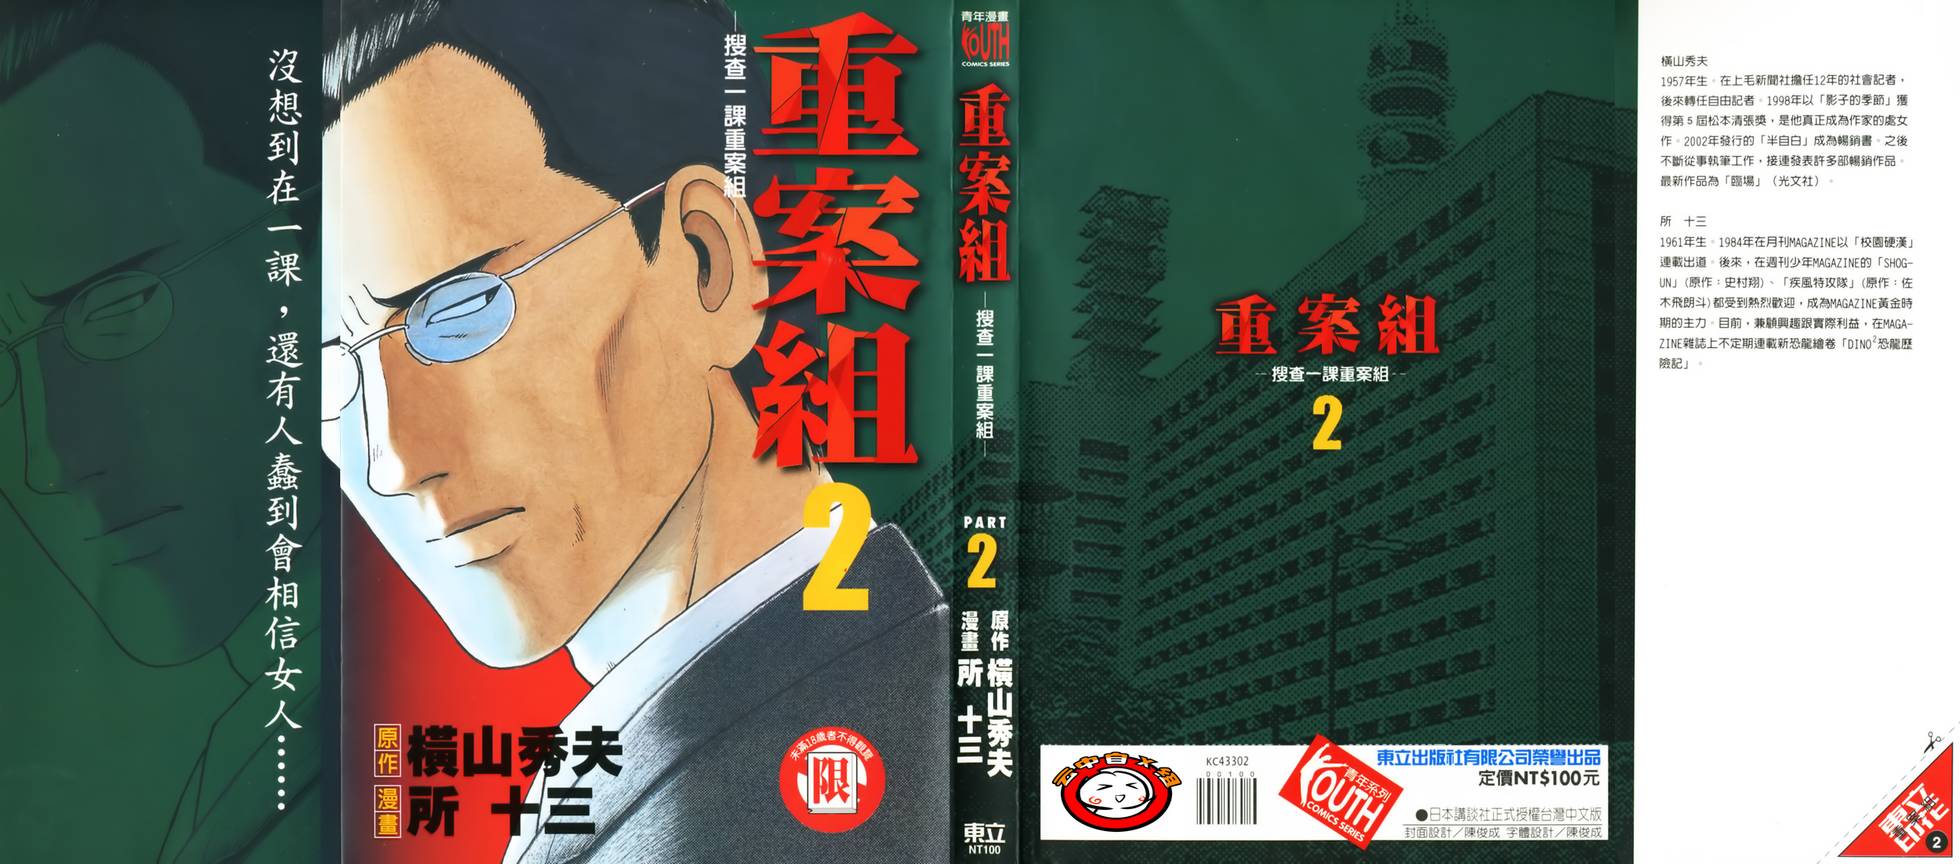 沒想到在一課，還有人蠢到會相信女人……
搜查一課重案組
重案組
2
原作 橫山秀夫
漫畫 所 十三
未滿18歲者不得觀覽
限
青年漫畫
YOUTH
COMICS SERIES
重案組
搜查一課重案組
PART
2
原作 橫山秀夫
漫畫 所 十三
東立
NT100
重案組
搜查一課重案組
2
云中自X組
KC43302
00100
青年系列
YOUTH
COMICS SERIES
東立出版社有限公司榮譽出品
定價NT$100元
●日本講談社正式授權台灣中文版
封面設計／陳俊成 字體設計／陳俊成
橫山秀夫
1957年生。在上毛新聞社擔任12年的社會記者，
後來轉任自由記者。1998年以「影子的季節」獲
得第5屆松本清張獎，是他真正成為作家的處女
作。2002年發行的「半自白」成為暢銷書。之後
不斷從事執筆工作，接連發表許多部暢銷作品。
最新作品為「臨場」（光文社）。
所 十三
1961年生。1984年在月刊MAGAZINE以「校園硬漢」
連載出道。後來，在週刊少年MAGAZINE的「SHOG-
UN」(原作：史村翔)、「疾風特攻隊」(原作：佐
木飛朗斗)都受到熱烈歡迎，成為MAGAZINE黃金時
期的主力。目前，兼顧興趣跟實際利益，在MAGA-
ZINE雜誌上不定期連載新恐龍繪卷「DINO²恐龍歷
險記」。
東立
印花
2